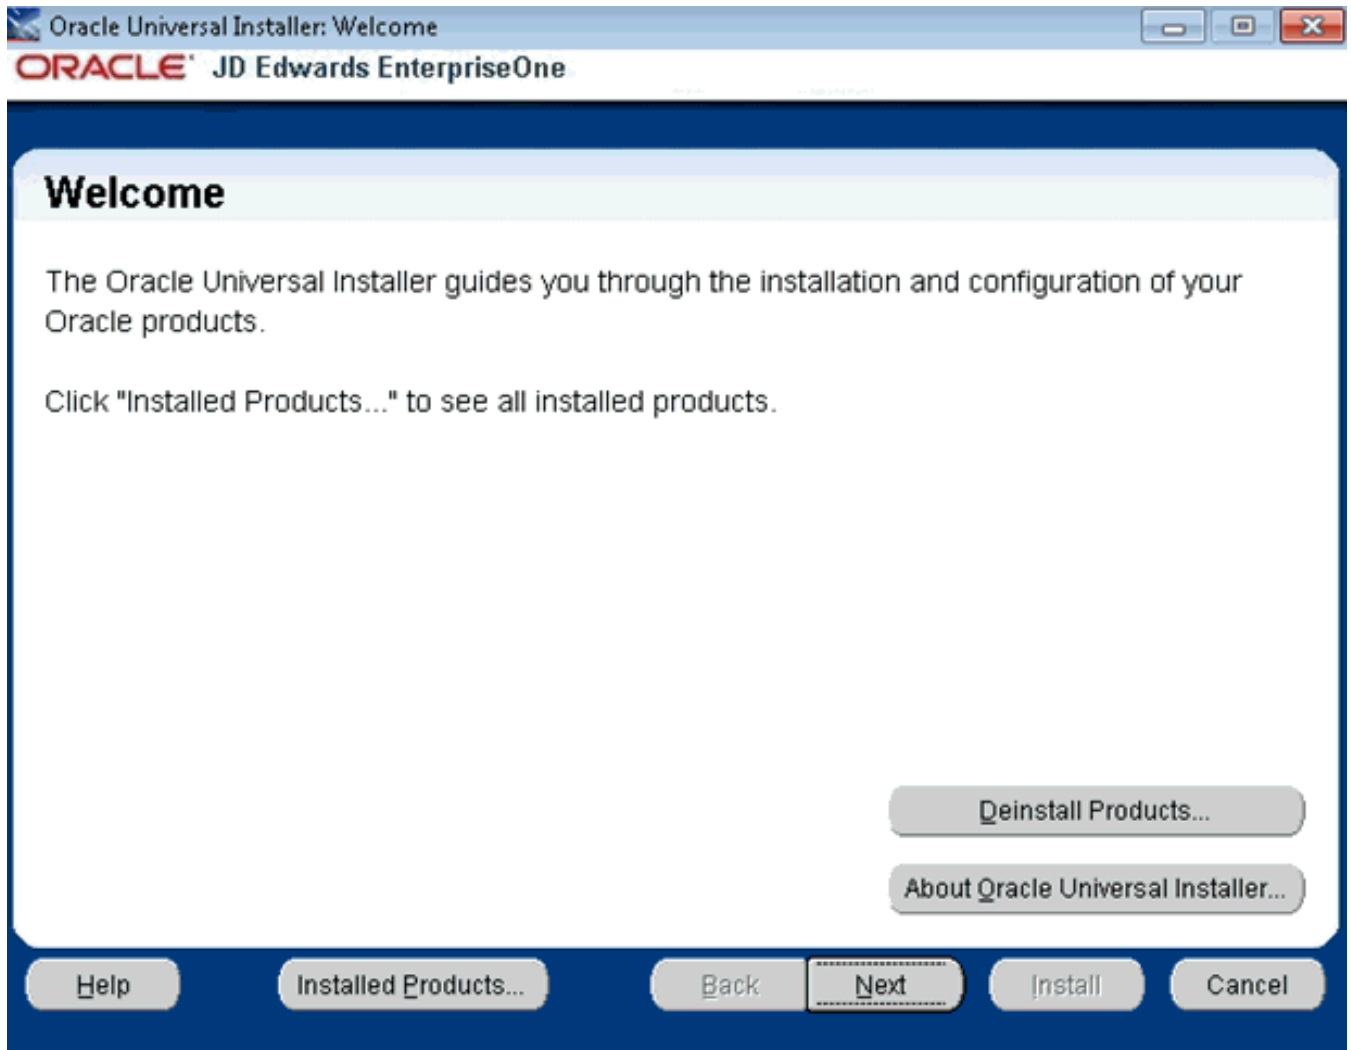 Oracle Universal Installer: Welcome
ORACLE JD Edwards EnterpriseOne
Welcome
The Oracle Universal Installer guides you through the installation and configuration of your
Oracle products.
Click "Installed Products..." to see all installed products.
Deinstall Products...
About Oracle Universal Installer...
Help Installed Products... Back Next Install Cancel